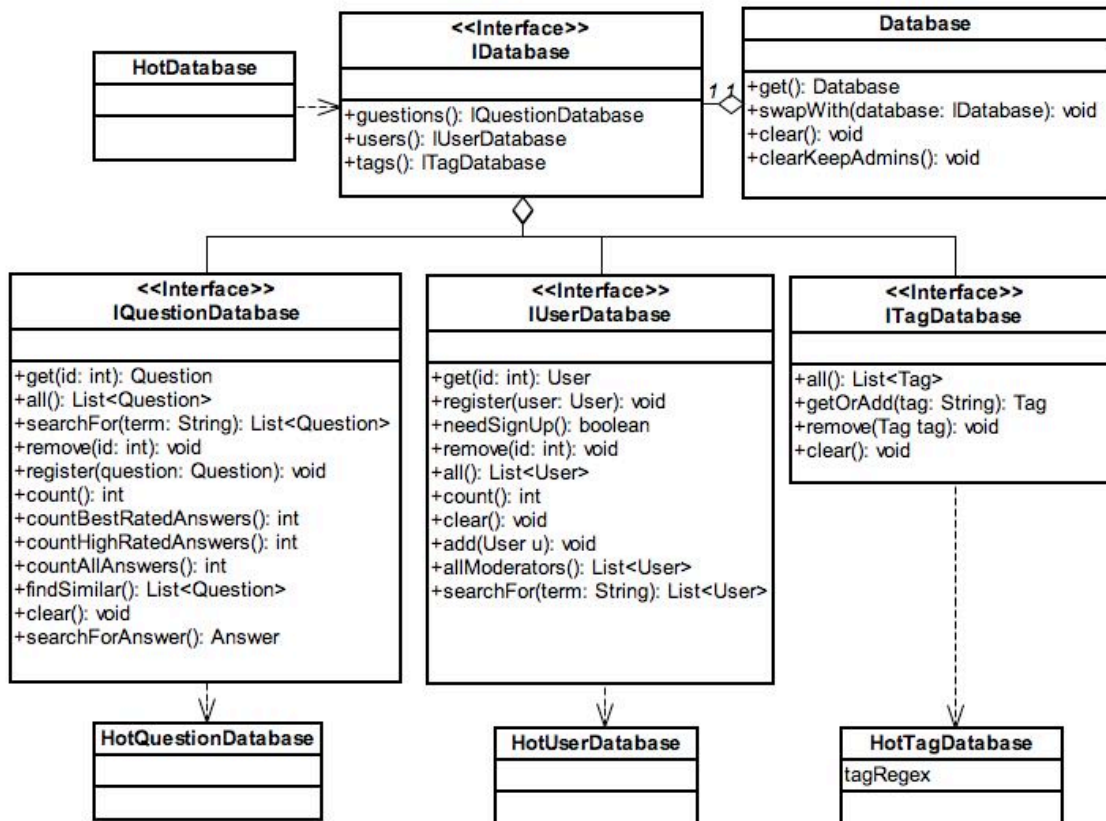 HotDatabase
<<Interface>>
IDatabase
+guestions(): IQuestionDatabase
+users(): IUserDatabase
+tags(): ITagDatabase
1 1
Database
+get(): Database
+swapWith(database: IDatabase): void
+clear(): void
+clearKeepAdmins(): void
<<Interface>>
IQuestionDatabase
+get(id: int): Question
+all(): List<Question>
+searchFor(term: String): List<Question>
+remove(id: int): void
+register(question: Question): void
+count(): int
+countBestRatedAnswers(): int
+countHighRatedAnswers(): int
+countAllAnswers(): int
+findSimilar(): List<Question>
+clear(): void
+searchForAnswer(): Answer
<<Interface>>
IUserDatabase
+get(id: int): User
+register(user: User): void
+needSignUp(): boolean
+remove(id: int): void
+all(): List<User>
+count(): int
+clear(): void
+add(User u): void
+allModerators(): List<User>
+searchFor(term: String): List<User>
<<Interface>>
ITagDatabase
+all(): List<Tag>
+getOrAdd(tag: String): Tag
+remove(Tag tag): void
+clear(): void
HotQuestionDatabase
HotUserDatabase
HotTagDatabase
tagRegex